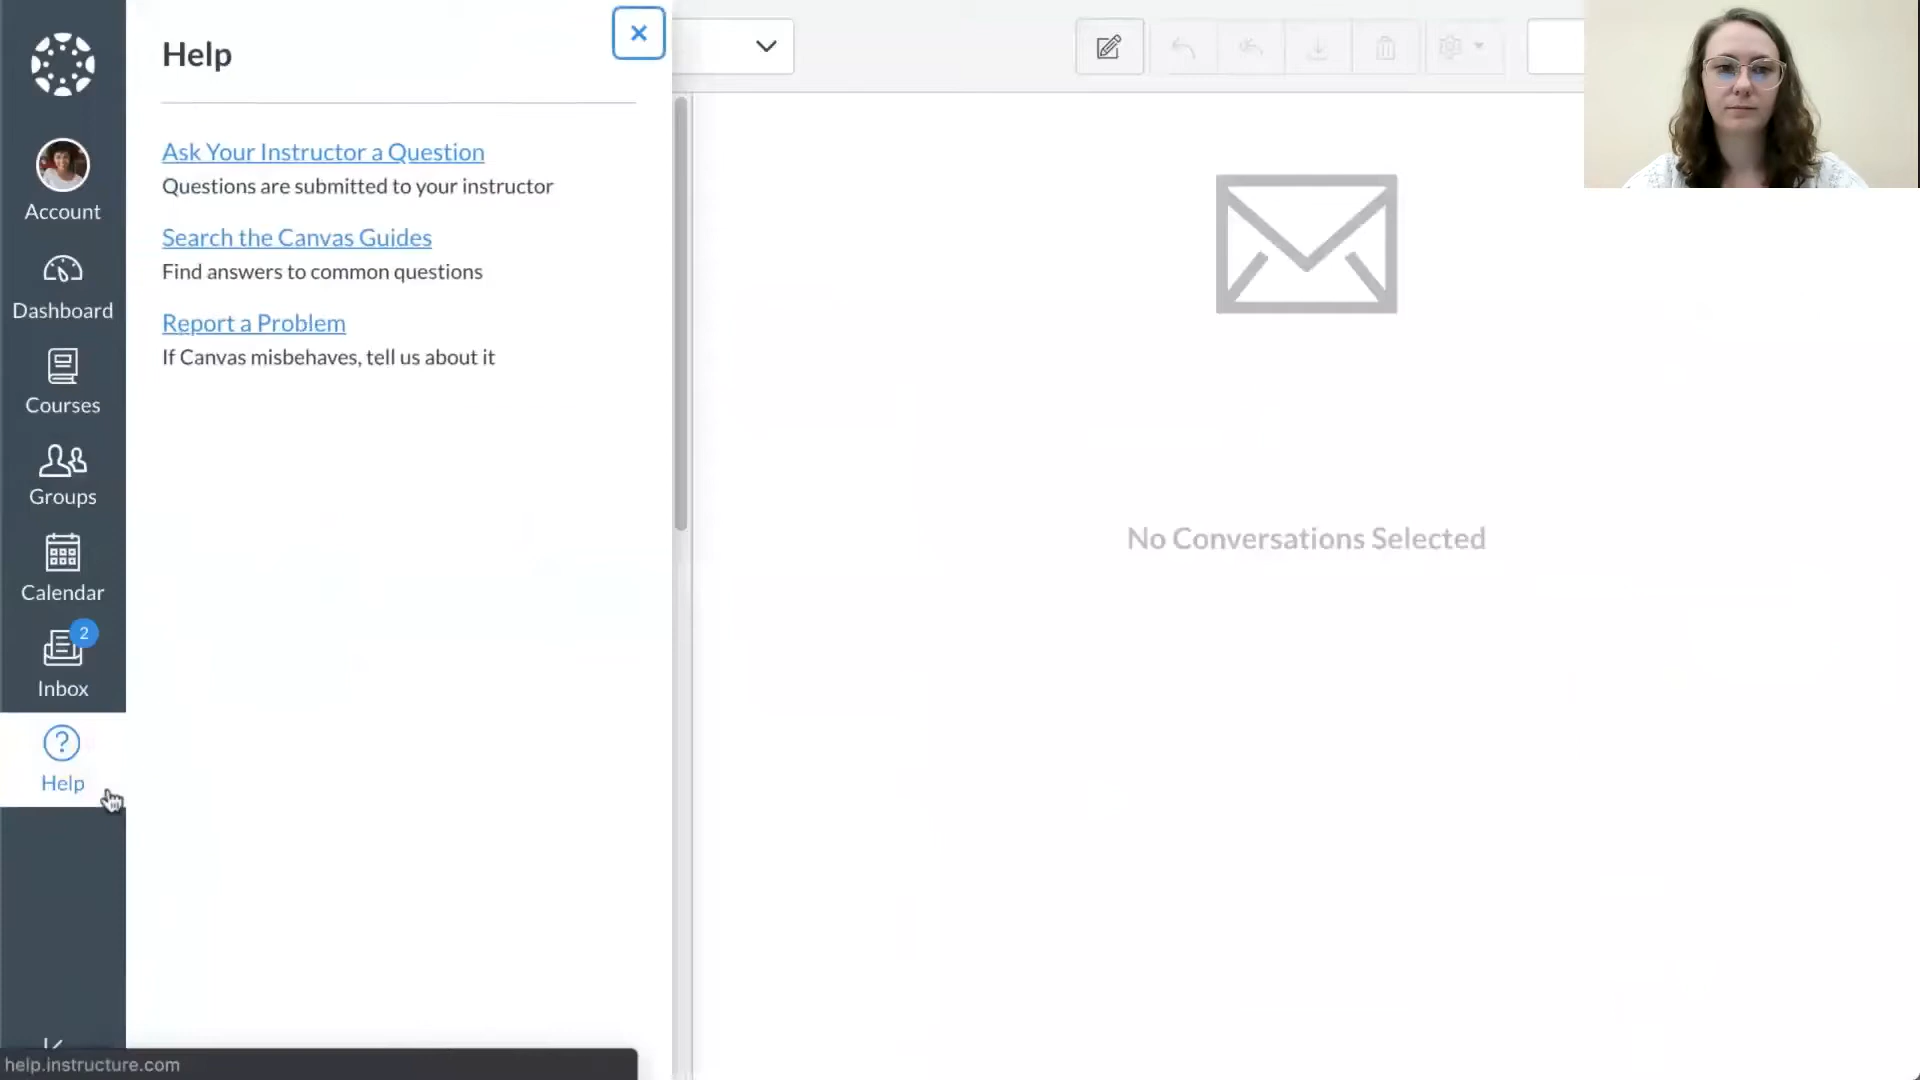 Help
Ask Your Instructor a Question
Questions are submitted to your instructor
Search the Canvas Guides
Find answers to common questions
Report a Problem
If Canvas misbehaves, tell us about it
Account
Dashboard
Courses
Groups
Calendar
2
Inbox
Help
No Conversations Selected
help.instructure.com